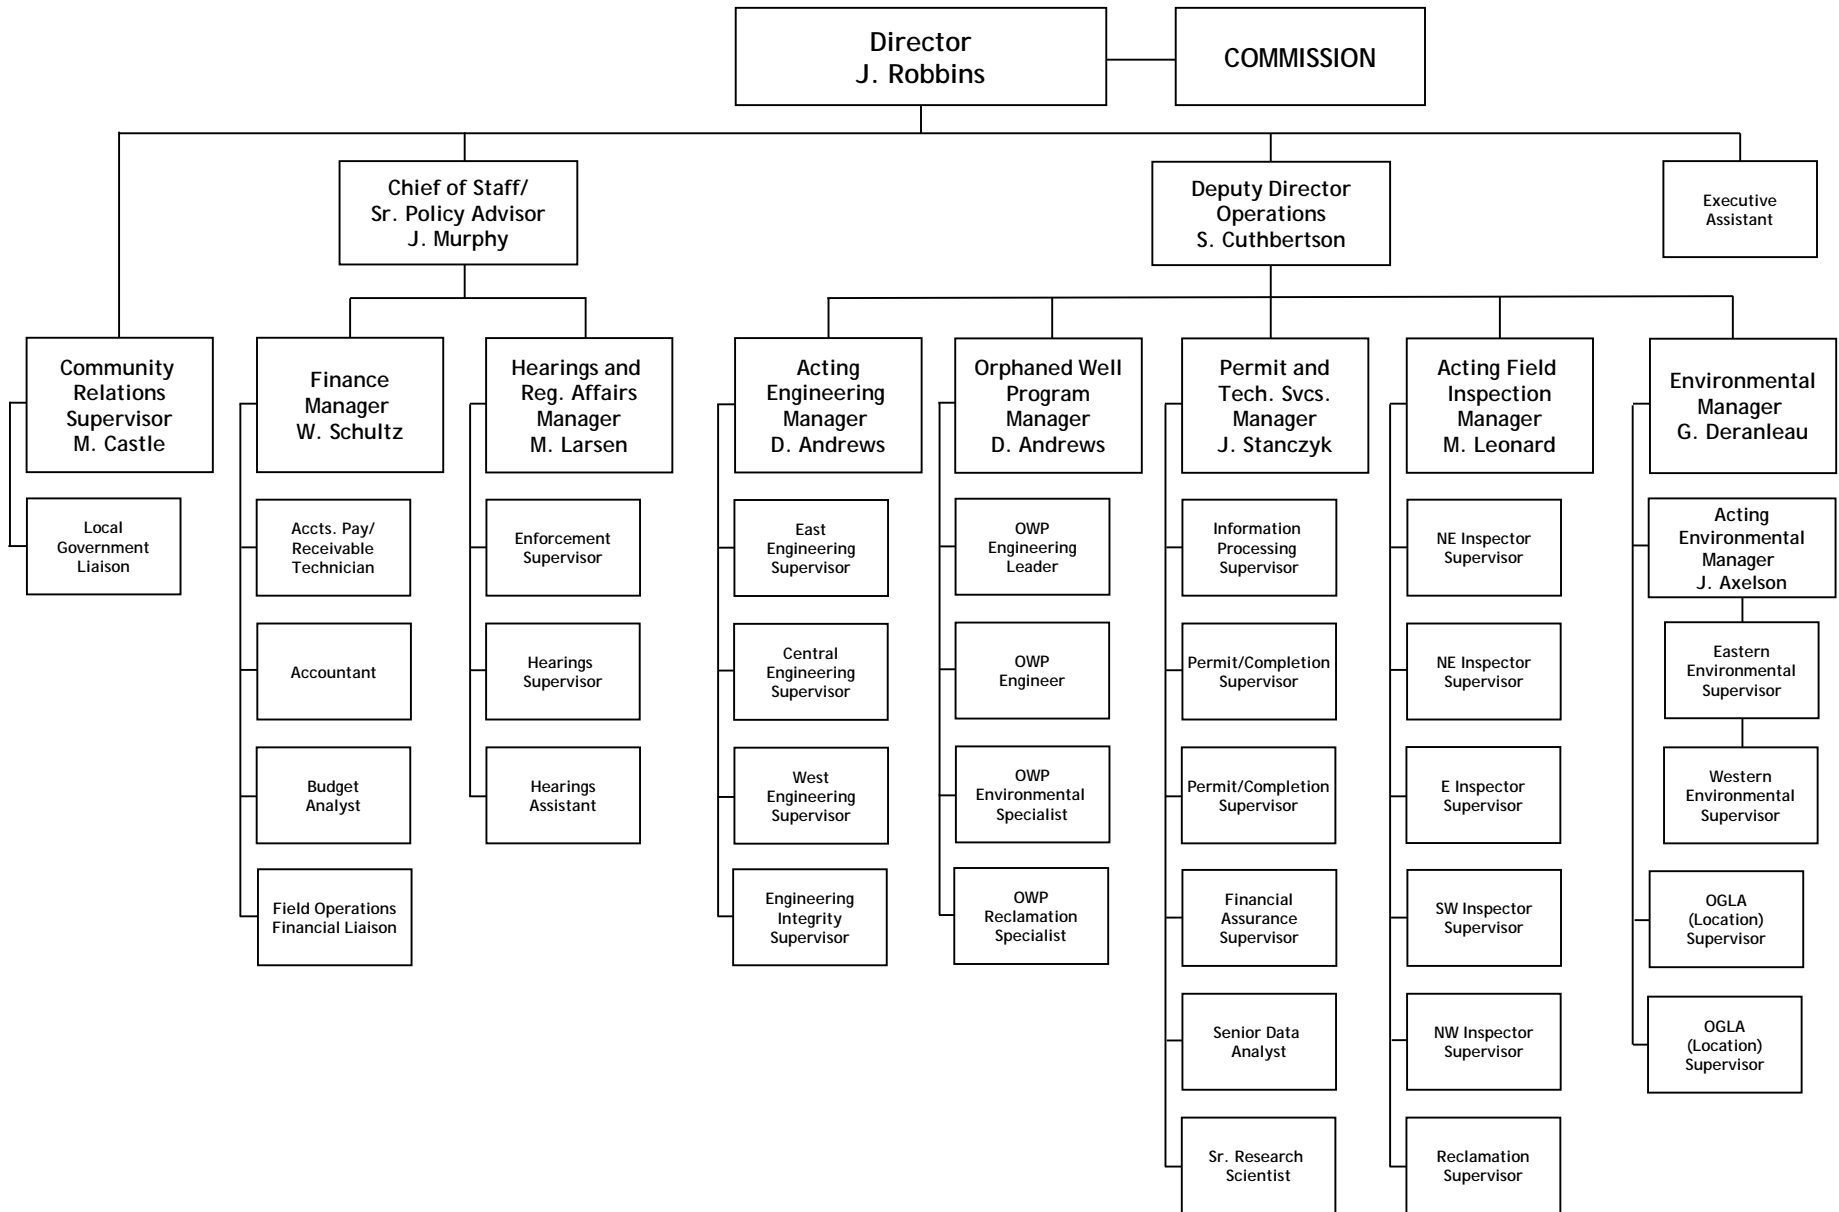 Director
J. Robbins
COMMISSION
Chief of Staff/
Sr. Policy Advisor
J. Murphy
Deputy Director
Operations
S. Cuthbertson
Executive
Assistant
Community
Relations
Supervisor
M. Castle
Local
Government
Liaison
Finance
Manager
W. Schultz
Accts. Pay/
Receivable
Technician
Accountant
Budget
Analyst
Field Operations
Financial Liaison
Hearings and
Reg. Affairs
Manager
M. Larsen
Enforcement
Supervisor
Hearings
Supervisor
Hearings
Assistant
Acting
Engineering
Manager
D. Andrews
East
Engineering
Supervisor
Central
Engineering
Supervisor
West
Engineering
Supervisor
Engineering
Integrity
Supervisor
Orphaned Well
Program
Manager
D. Andrews
OWP
Engineering
Leader
OWP
Engineer
OWP
Environmental
Specialist
OWP
Reclamation
Specialist
Permit and
Tech. Svcs.
Manager
J. Stanczyk
Information
Processing
Supervisor
Permit/Completion
Supervisor
Permit/Completion
Supervisor
Financial
Assurance
Supervisor
Senior Data
Analyst
Sr. Research
Scientist
Acting Field
Inspection
Manager
M. Leonard
NE Inspector
Supervisor
NE Inspector
Supervisor
E Inspector
Supervisor
SW Inspector
Supervisor
NW Inspector
Supervisor
Reclamation
Supervisor
Environmental
Manager
G. Deranleau
Acting
Environmental
Manager
J. Axelson
Eastern
Environmental
Supervisor
Western
Environmental
Supervisor
OGLA
(Location)
Supervisor
OGLA
(Location)
Supervisor